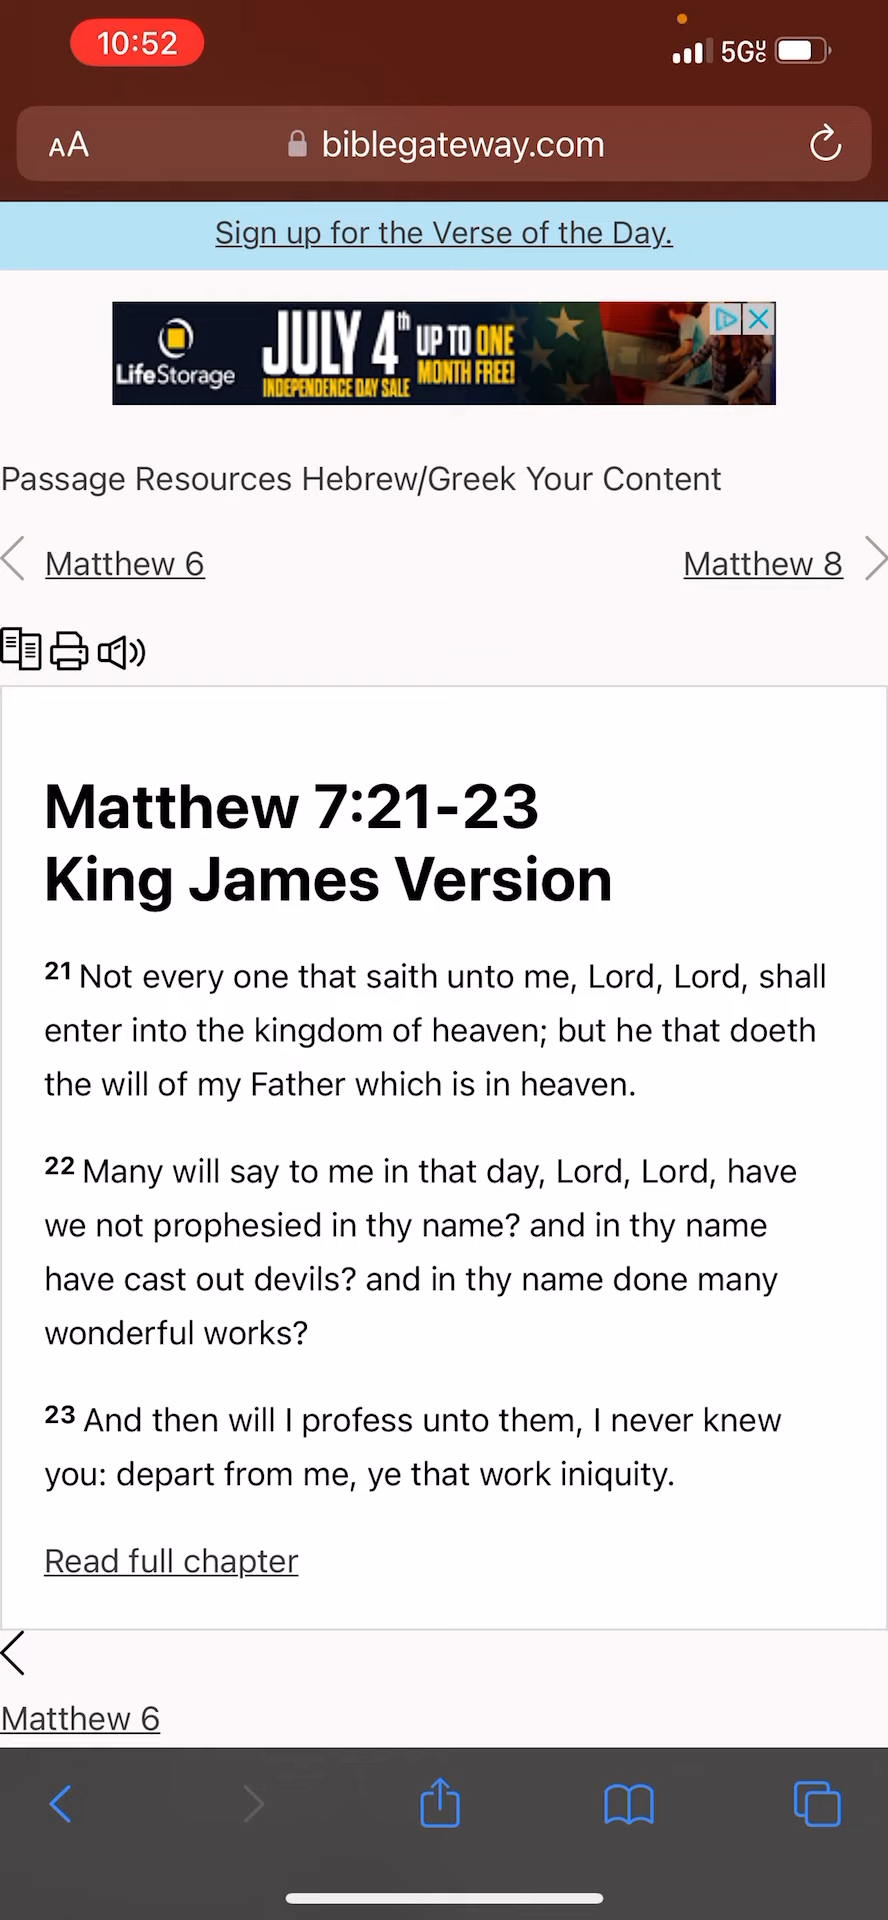 10:52
5GUC
AA
biblegateway.com
Sign up for the Verse of the Day.
LifeStorage
JULY 4th
INDEPENDENCE DAY SALE
UP TO ONE
MONTH FREE!
Passage Resources Hebrew/Greek Your Content
Matthew 6
Matthew 8
Matthew 7:21-23
King James Version
21 Not every one that saith unto me, Lord, Lord, shall
enter into the kingdom of heaven; but he that doeth
the will of my Father which is in heaven.
22 Many will say to me in that day, Lord, Lord, have
we not prophesied in thy name? and in thy name
have cast out devils? and in thy name done many
wonderful works?
23 And then will I profess unto them, I never knew
you: depart from me, ye that work iniquity.
Read full chapter
Matthew 6